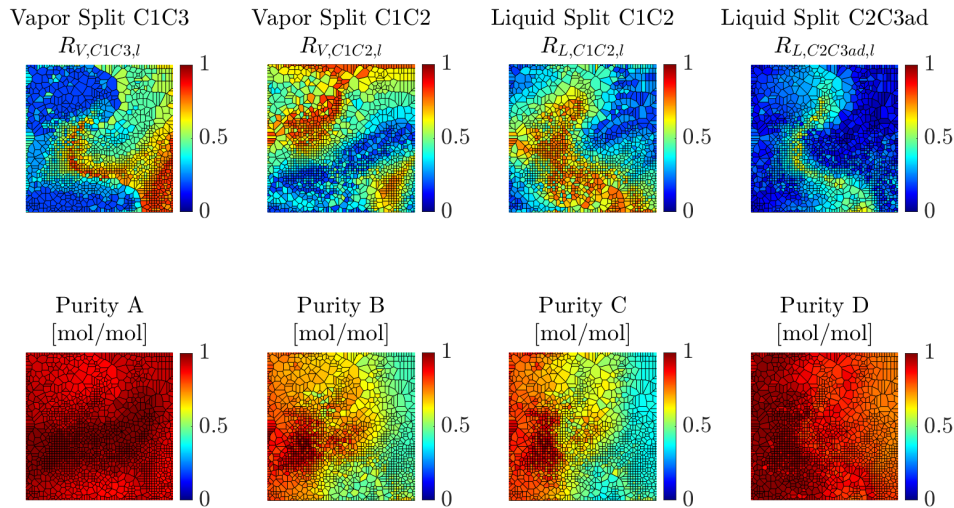 Vapor Split C1C3
R_{V,C1C3,l}
1
0.5
0
Vapor Split C1C2
R_{V,C1C2,l}
1
0.5
0
Liquid Split C1C2
R_{L,C1C2,l}
1
0.5
0
Liquid Split C2C3ad
R_{L,C2C3ad,l}
1
0.5
0
Purity A
[mol/mol]
1
0.5
0
Purity B
[mol/mol]
1
0.5
0
Purity C
[mol/mol]
1
0.5
0
Purity D
[mol/mol]
1
0.5
0